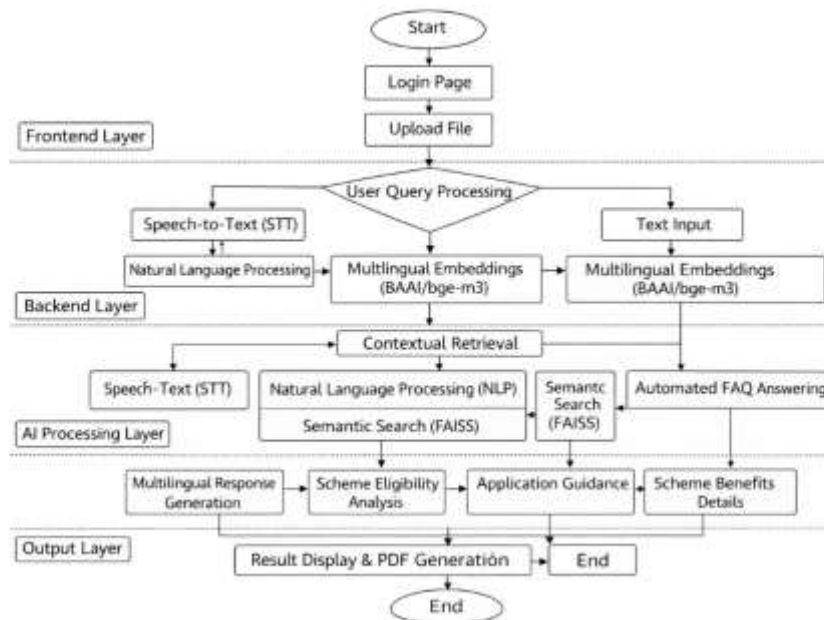 Start
Login Page
Upload File
Frontend Layer
User Query Processing
Speech-to-Text (STT)
Text Input
Natural Language Processing
Multlingual Embeddings
(BAAI/bge-m3)
Multilingual Embeddings
(BAAI/bge-m3)
Backend Layer
Contextual Retrieval
Speech-Text (STT)
Natural Language Processing (NLP)
Semantic Search (FAISS)
Semantc
Search
(FAISS)
Automated FAQ Answering
AI Processing Layer
Multilingual Response
Generation
Scheme Eligibility
Analysis
Application Guidance
Scheme Benefits
Details
Output Layer
Result Display & PDF Generation
End
End